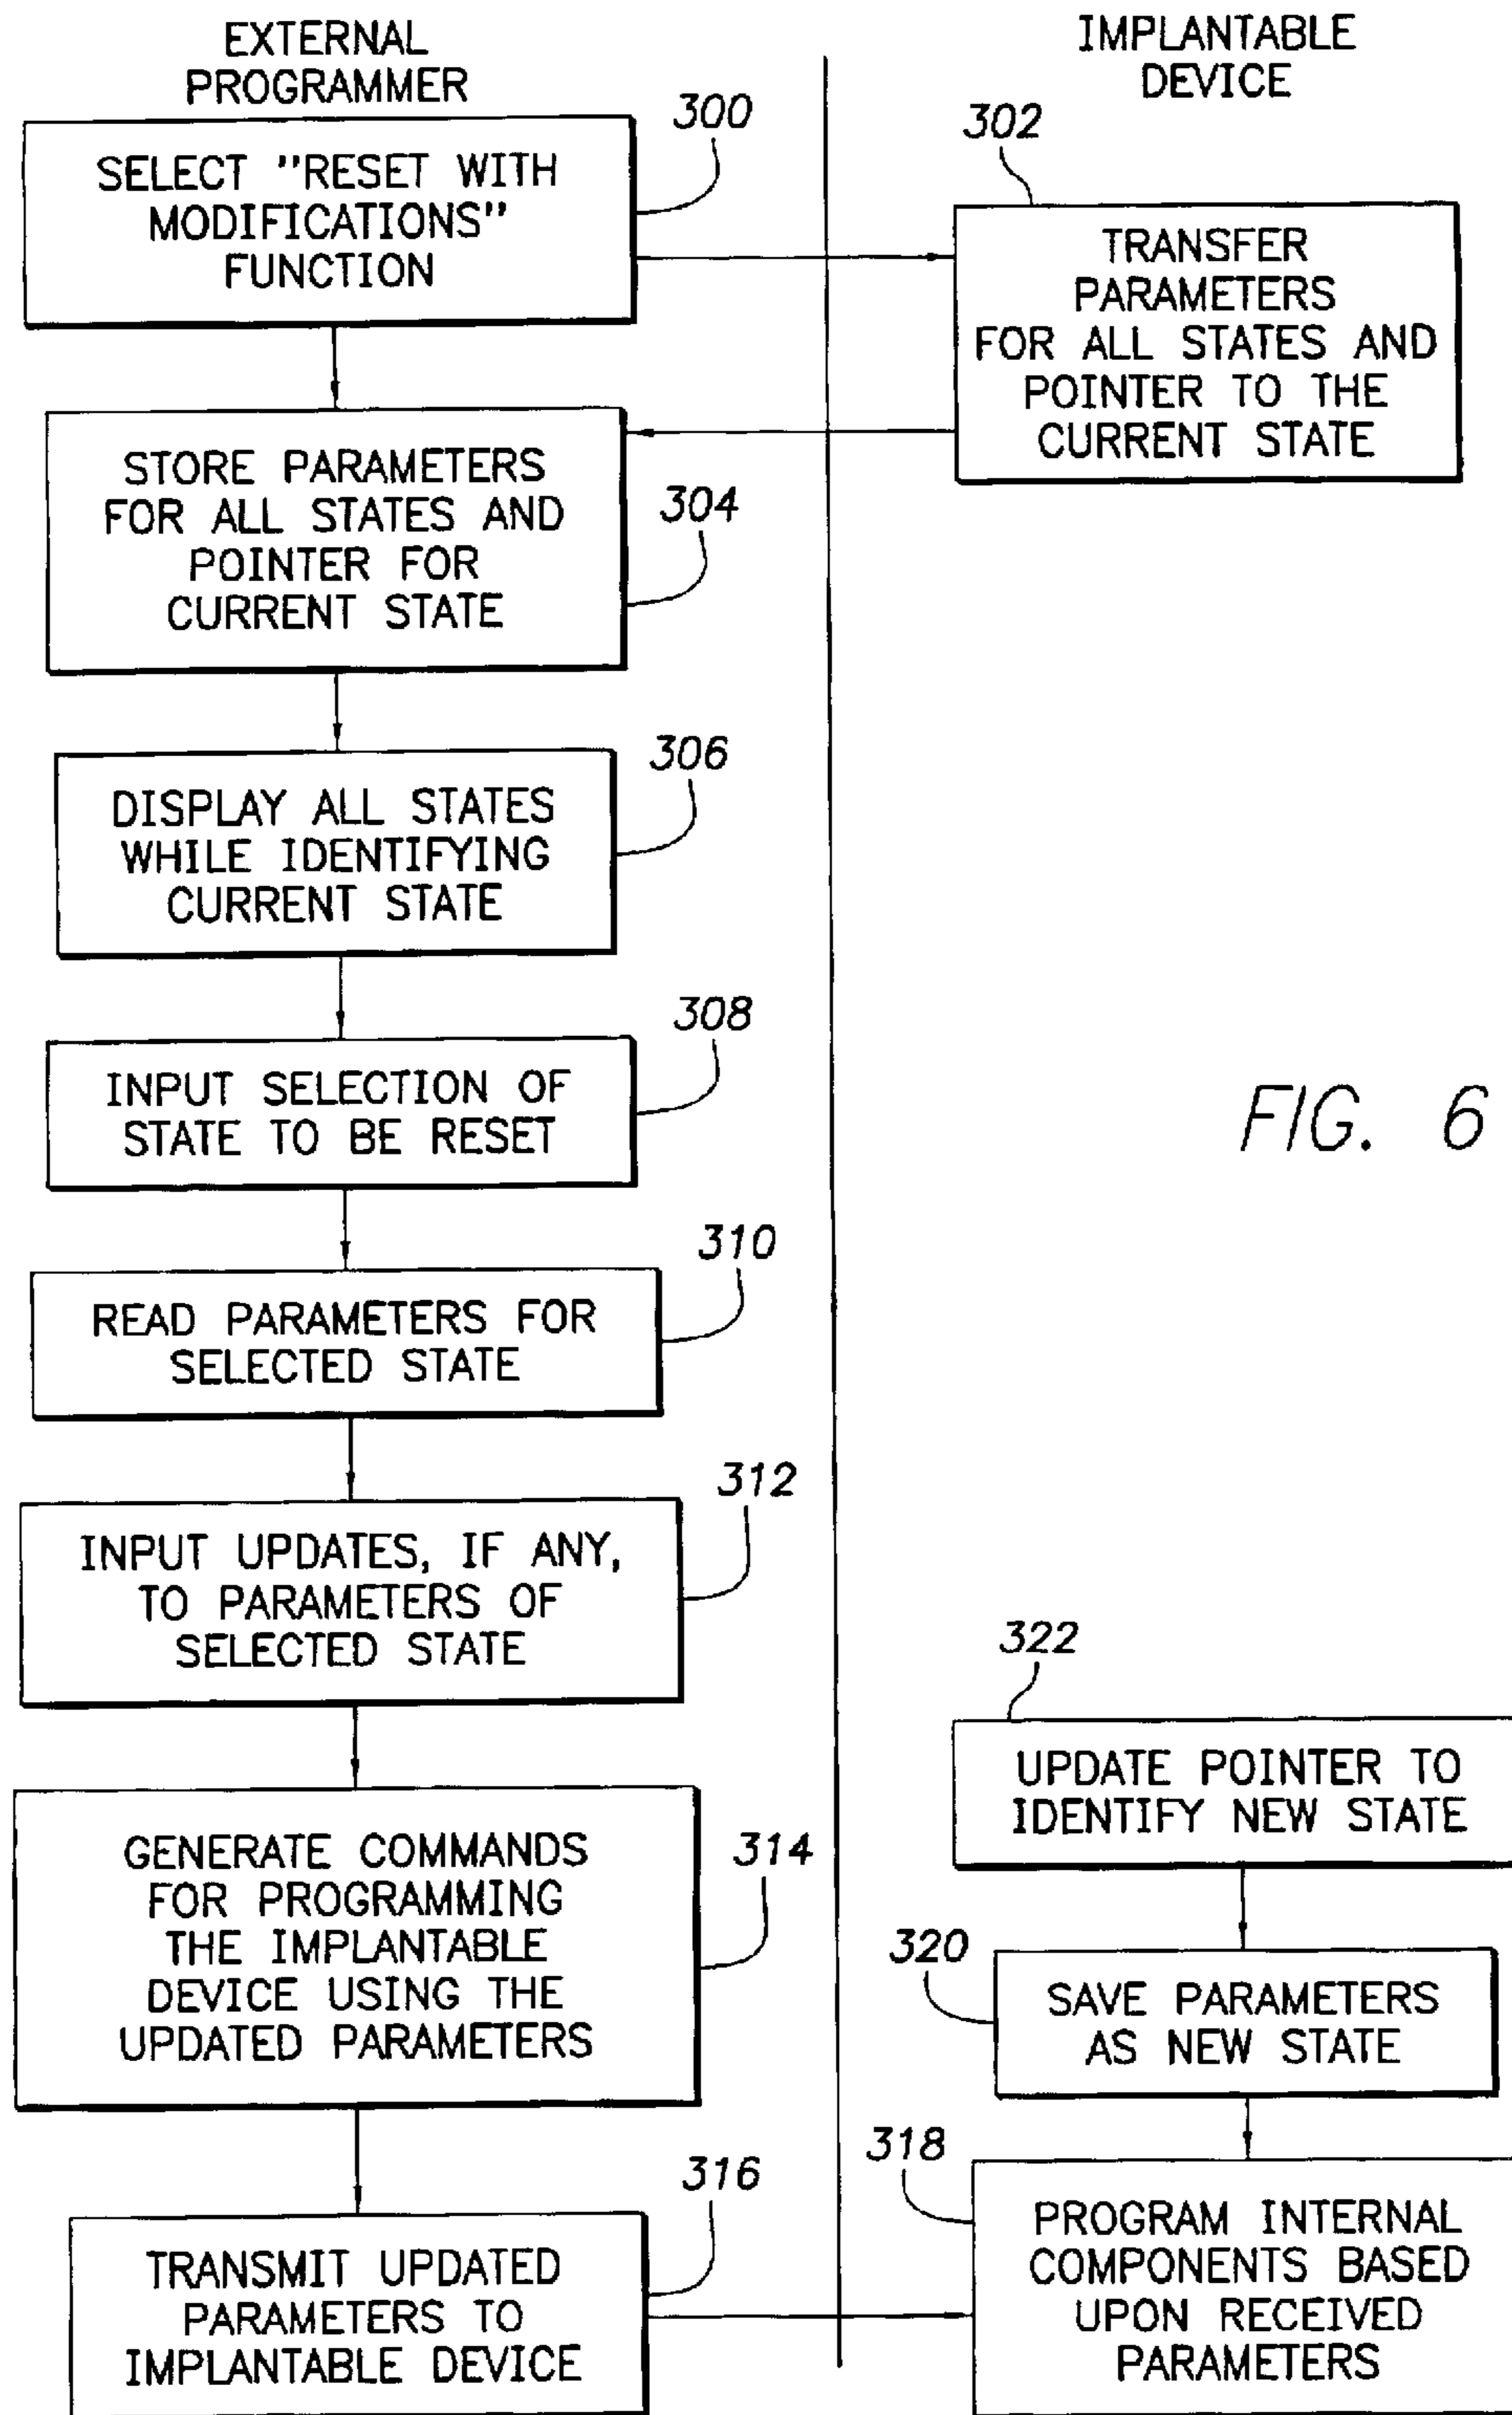 EXTERNAL
PROGRAMMER
IMPLANTABLE
DEVICE
300
SELECT "RESET WITH
MODIFICATIONS"
FUNCTION
302
TRANSFER
PARAMETERS
FOR ALL STATES AND
POINTER TO THE
CURRENT STATE
304
STORE PARAMETERS
FOR ALL STATES AND
POINTER FOR
CURRENT STATE
306
DISPLAY ALL STATES
WHILE IDENTIFYING
CURRENT STATE
308
INPUT SELECTION OF
STATE TO BE RESET
FIG. 6
310
READ PARAMETERS FOR
SELECTED STATE
312
INPUT UPDATES, IF ANY,
TO PARAMETERS OF
SELECTED STATE
314
GENERATE COMMANDS
FOR PROGRAMMING
THE IMPLANTABLE
DEVICE USING THE
UPDATED PARAMETERS
316
TRANSMIT UPDATED
PARAMETERS TO
IMPLANTABLE DEVICE
322
UPDATE POINTER TO
IDENTIFY NEW STATE
320
SAVE PARAMETERS
AS NEW STATE
318
PROGRAM INTERNAL
COMPONENTS BASED
UPON RECEIVED
PARAMETERS